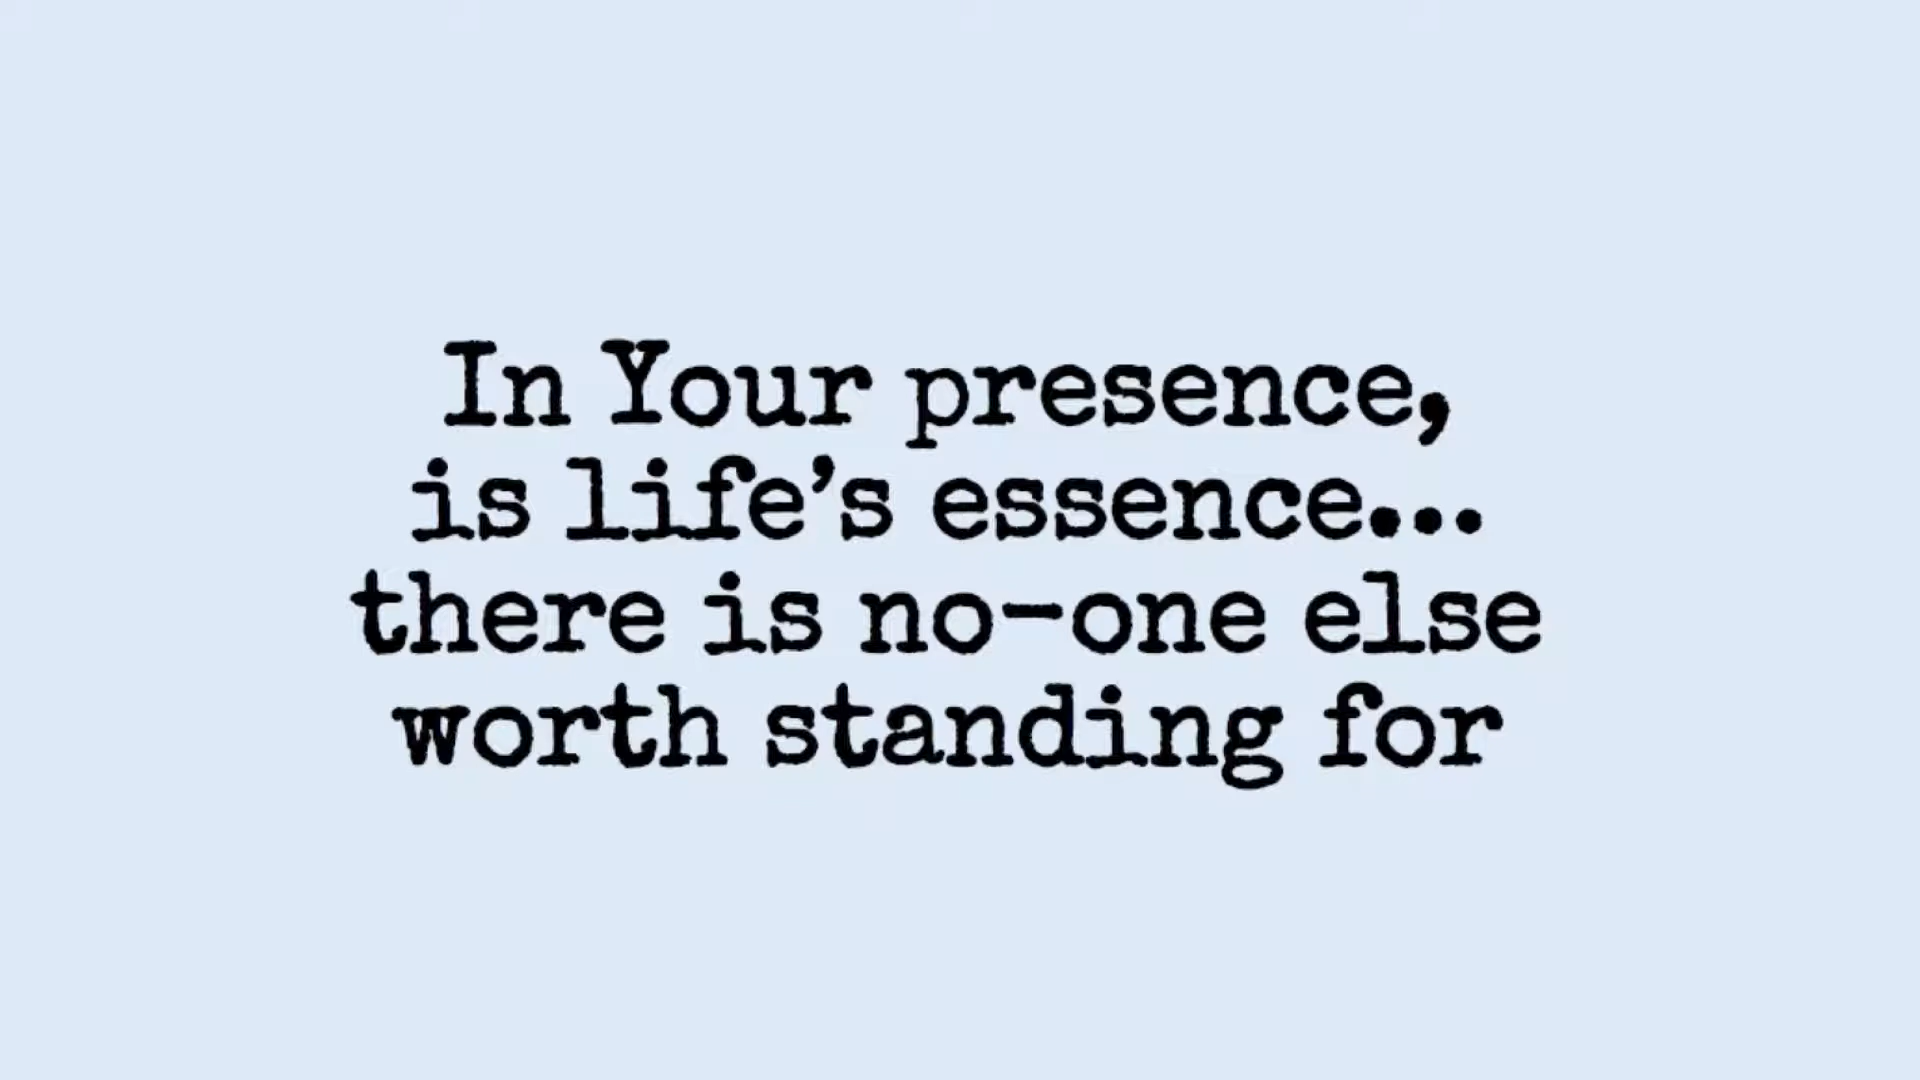 In Your presence,
is life’s essence...
there is no-one else
worth standing for